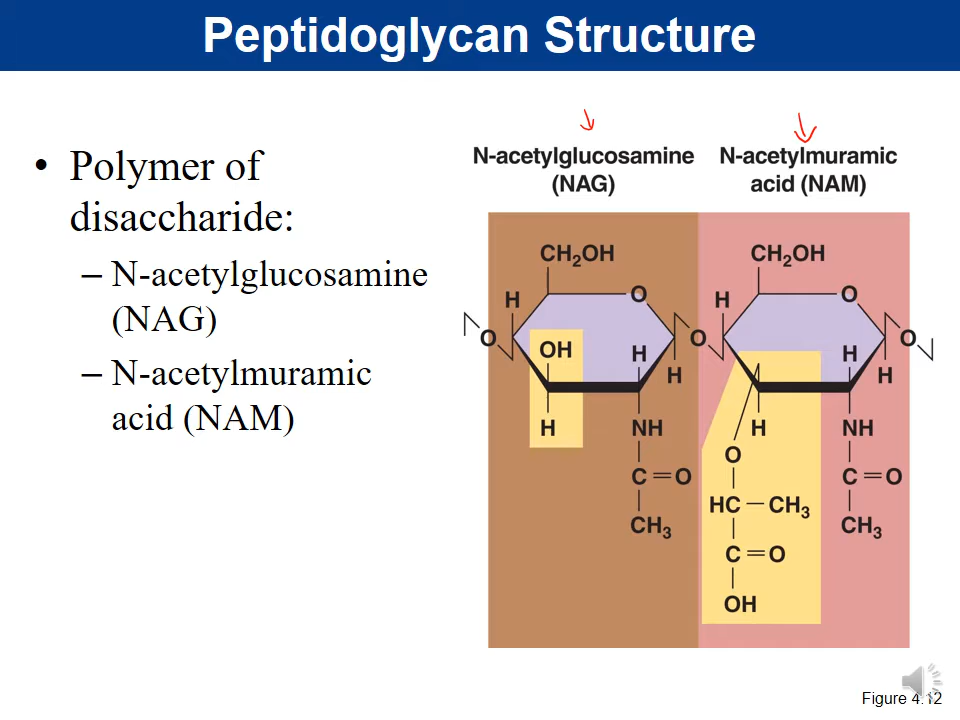 Peptidoglycan Structure
• Polymer of
disaccharide:
– N-acetylglucosamine
(NAG)
– N-acetylmuramic
acid (NAM)
N-acetylglucosamine
(NAG)
N-acetylmuramic
acid (NAM)
CH₂OH
H
O
O
OH
H
H
H
NH
C=O
CH₃
O
CH₂OH
H
O
H
H
H
O
NH
O
HC—CH₃
C=O
OH
C=O
CH₃
Figure 4.12